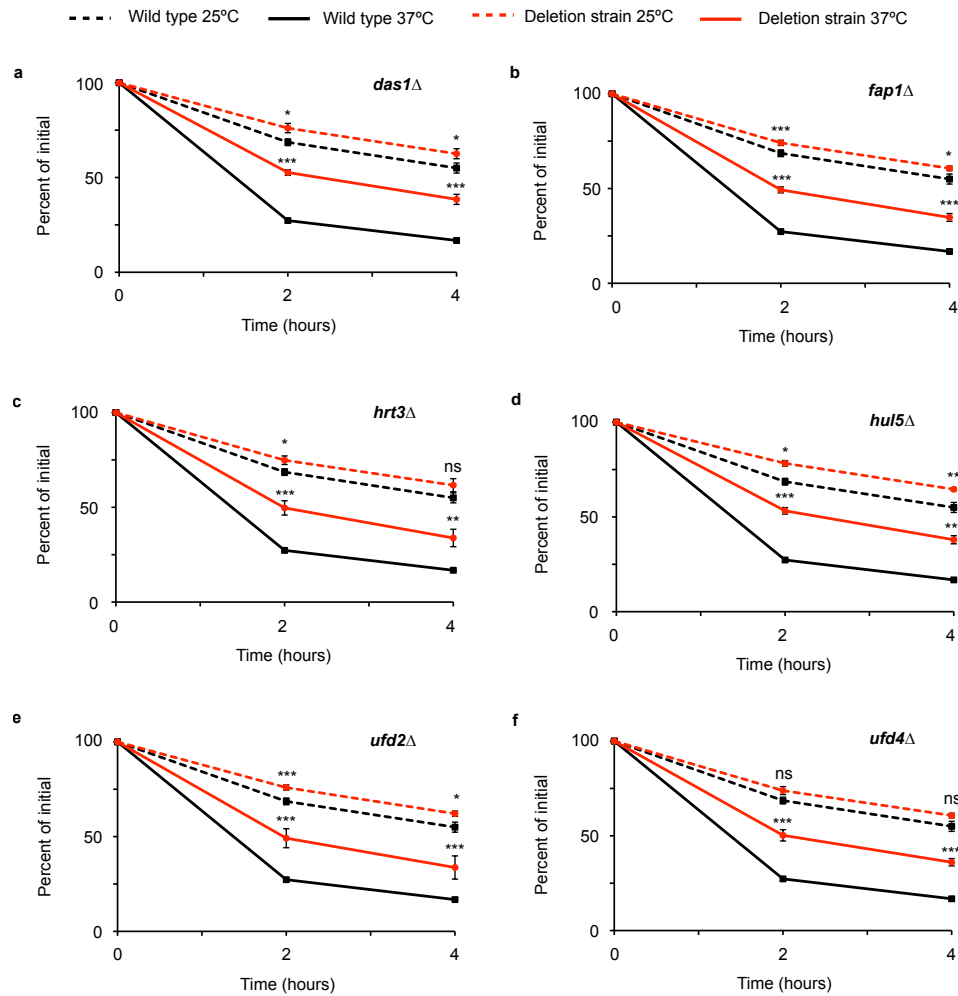 Wild type 25ºC Wild type 37ºC Deletion strain 25ºC Deletion strain 37ºC
a
das1Δ
100
50
0
Percent of initial
* *
*** ***
0 2 4
Time (hours)
b
fap1Δ
100
50
0
Percent of initial
*** *
*** ***
0 2 4
Time (hours)
c
hrt3Δ
100
50
0
Percent of initial
* ns
*** **
0 2 4
Time (hours)
d
hul5Δ
100
50
0
Percent of initial
* **
*** **
0 2 4
Time (hours)
e
ufd2Δ
100
50
0
Percent of initial
*** *
*** ***
0 2 4
Time (hours)
f
ufd4Δ
100
50
0
Percent of initial
ns ns
*** ***
0 2 4
Time (hours)